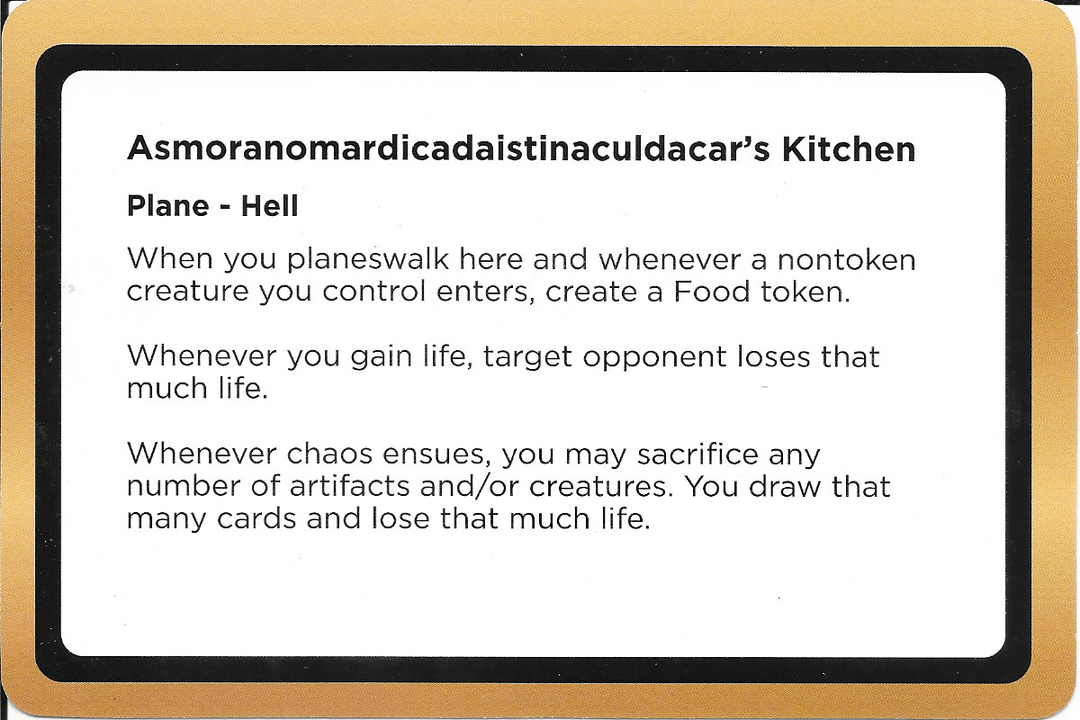 Asmoranomardicadaistinaculdacar’s Kitchen
Plane - Hell
When you planeswalk here and whenever a nontoken
creature you control enters, create a Food token.
Whenever you gain life, target opponent loses that
much life.
Whenever chaos ensues, you may sacrifice any
number of artifacts and/or creatures. You draw that
many cards and lose that much life.